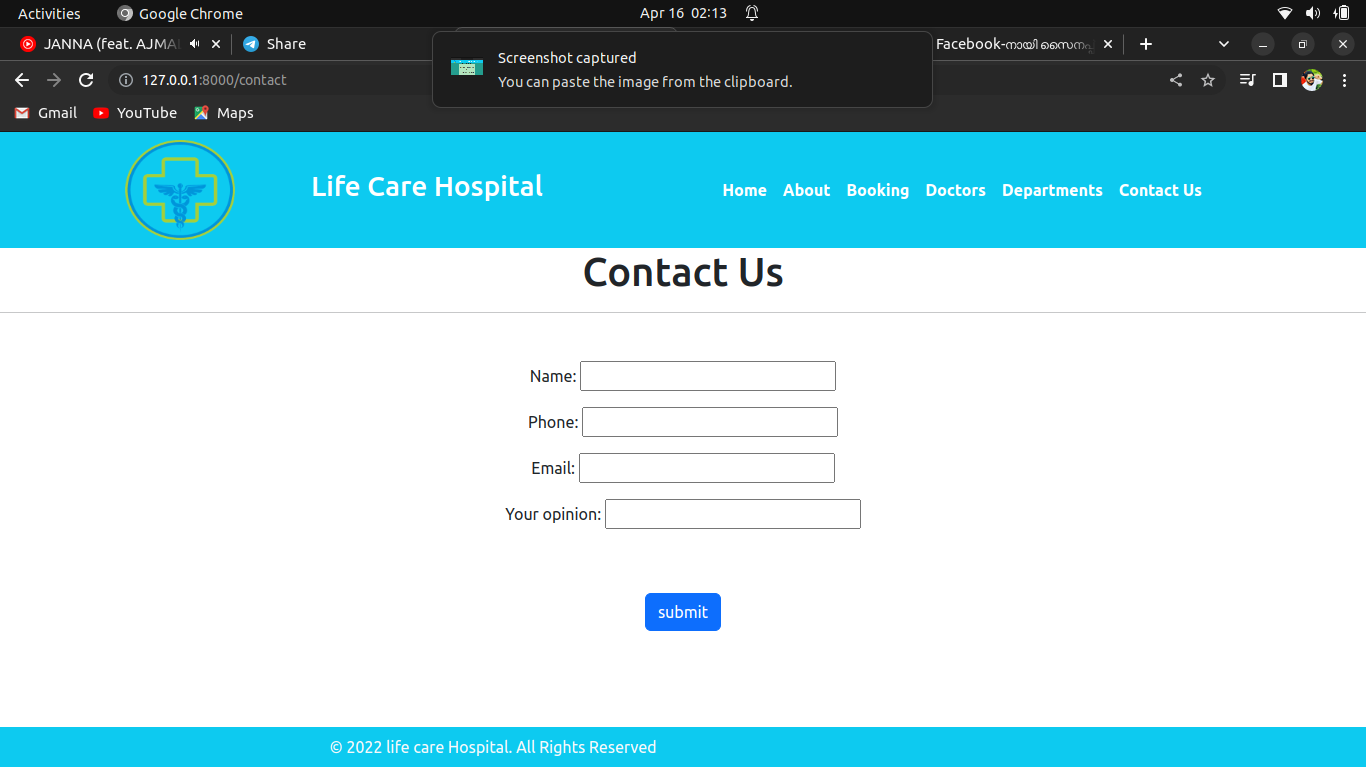 Activities Google Chrome Apr 16 02:13
JANNA (feat. AJMA Share Facebook-നായി സൈനപ്പ്
Screenshot captured
You can paste the image from the clipboard.
127.0.0.1:8000/contact
Gmail YouTube Maps
Life Care Hospital Home About Booking Doctors Departments Contact Us
Contact Us
Name:
Phone:
Email:
Your opinion:
submit
© 2022 life care Hospital. All Rights Reserved